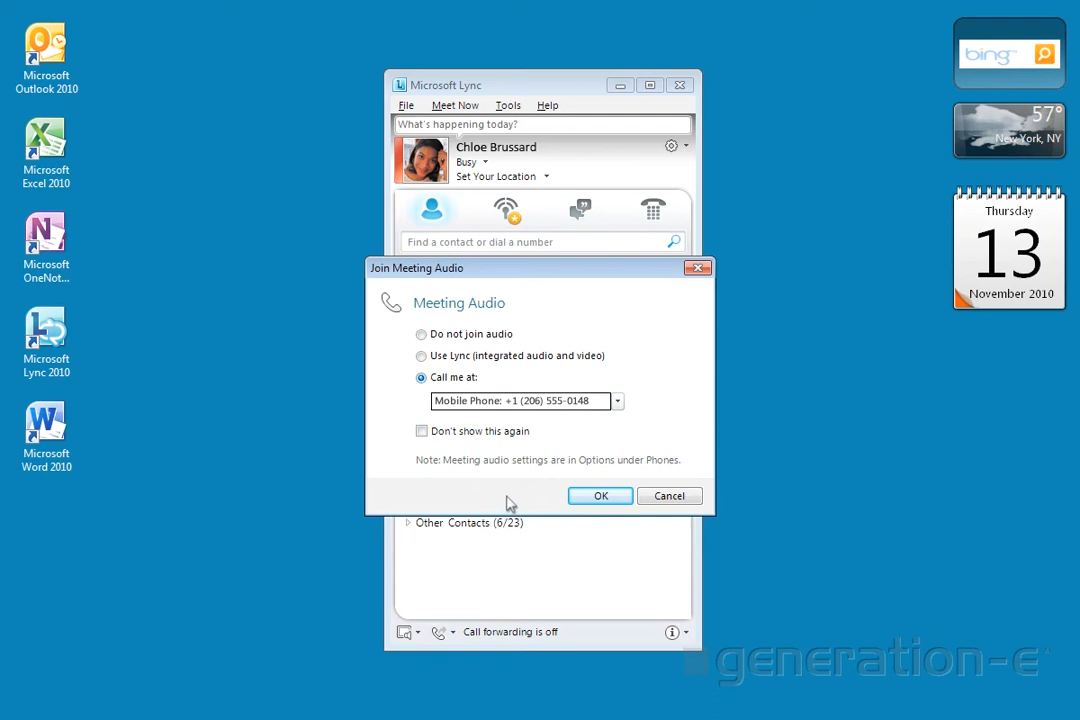 Microsoft
Outlook 2010
Microsoft
Excel 2010
Microsoft
OneNot...
Microsoft
Lync 2010
Microsoft
Word 2010
Microsoft Lync
File Meet Now Tools Help
What's happening today?
Chloe Brussard
Busy
Set Your Location
Find a contact or dial a number
Join Meeting Audio
Meeting Audio
Do not join audio
Use Lync (integrated audio and video)
Call me at:
Mobile Phone: +1 (206) 555-0148
Don't show this again
Note: Meeting audio settings are in Options under Phones.
OK Cancel
Other Contacts (6/23)
Call forwarding is off
bing
57°
New York, NY
Thursday
13
November 2010
generation-e